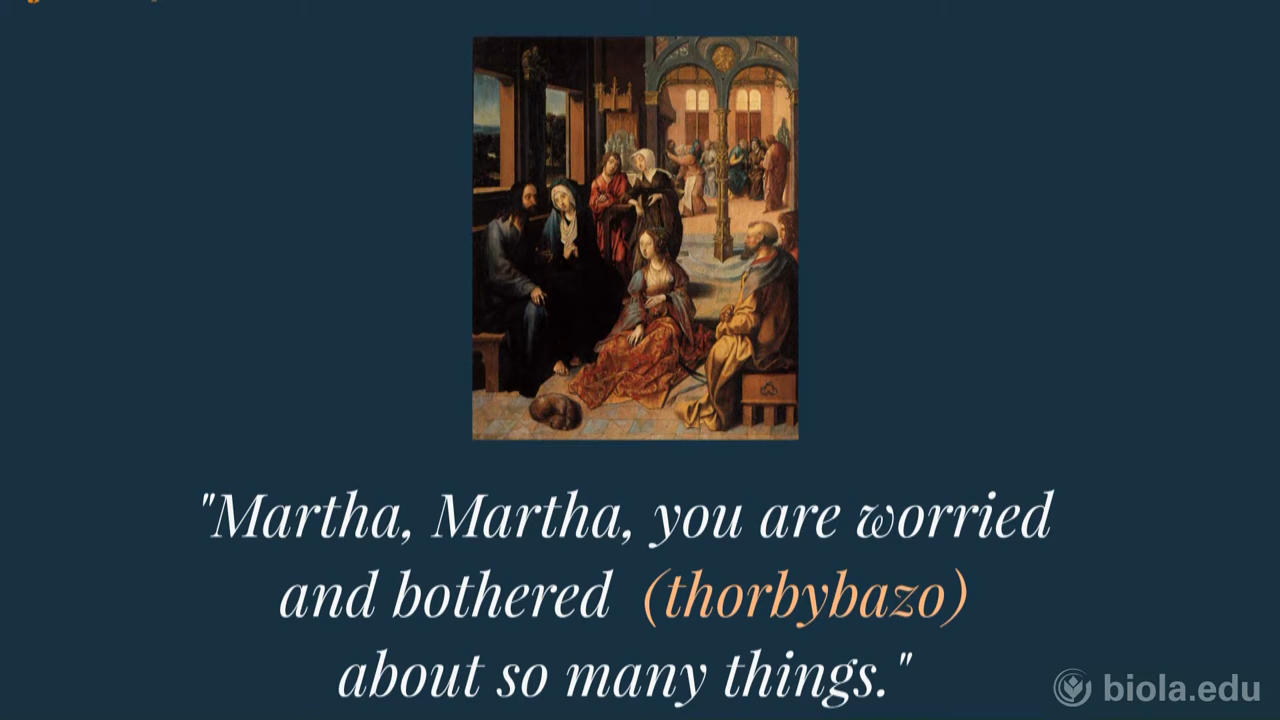 "Martha, Martha, you are worried
and bothered (thorbybazo)
about so many things."
biola.edu